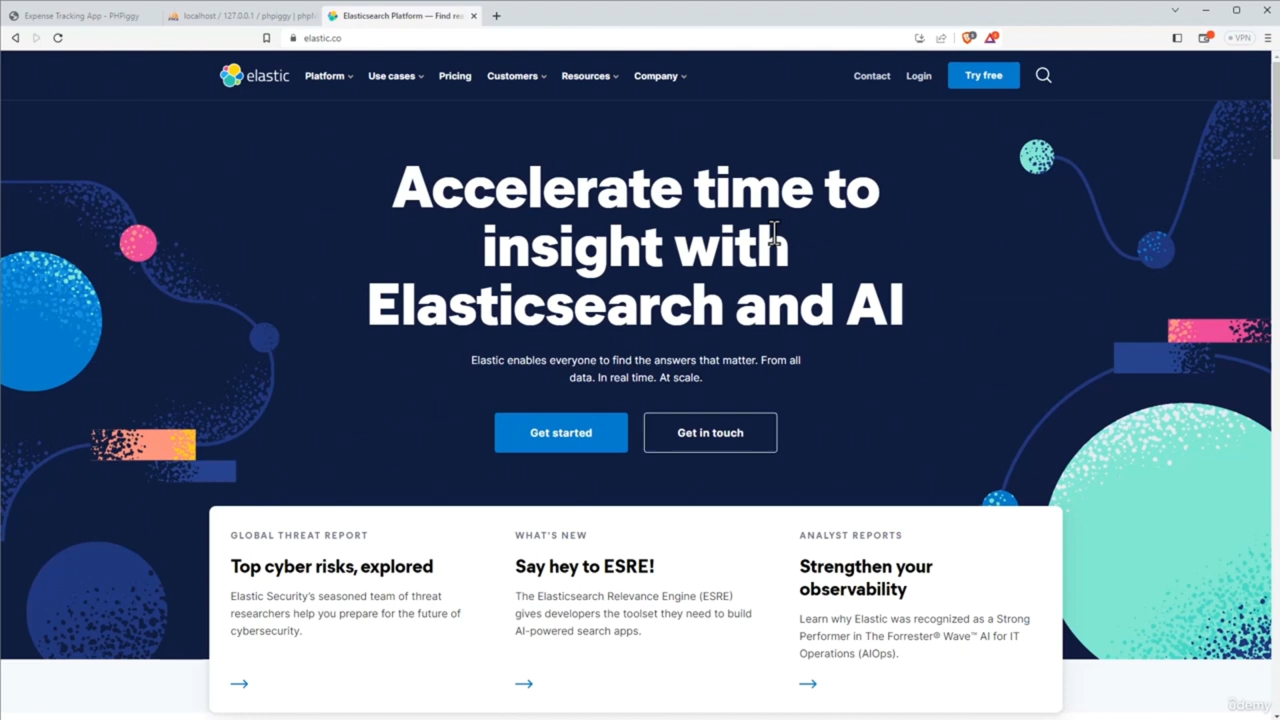 Expense Tracking App - PHPiggy
localhost / 127.0.0.1 / phpiggy | phpM
Elasticsearch Platform — Find rea
elastic.co
VPN
elastic
Platform
Use cases
Pricing
Customers
Resources
Company
Contact
Login
Try free
Accelerate time to
insight with
Elasticsearch and AI
Elastic enables everyone to find the answers that matter. From all
data. In real time. At scale.
Get started
Get in touch
GLOBAL THREAT REPORT
Top cyber risks, explored
Elastic Security's seasoned team of threat
researchers help you prepare for the future of
cybersecurity.
WHAT'S NEW
Say hey to ESRE!
The Elasticsearch Relevance Engine (ESRE)
gives developers the toolset they need to build
AI-powered search apps.
ANALYST REPORTS
Strengthen your
observability
Learn why Elastic was recognized as a Strong
Performer in The Forrester® Wave™ AI for IT
Operations (AIOps).
ûdemy